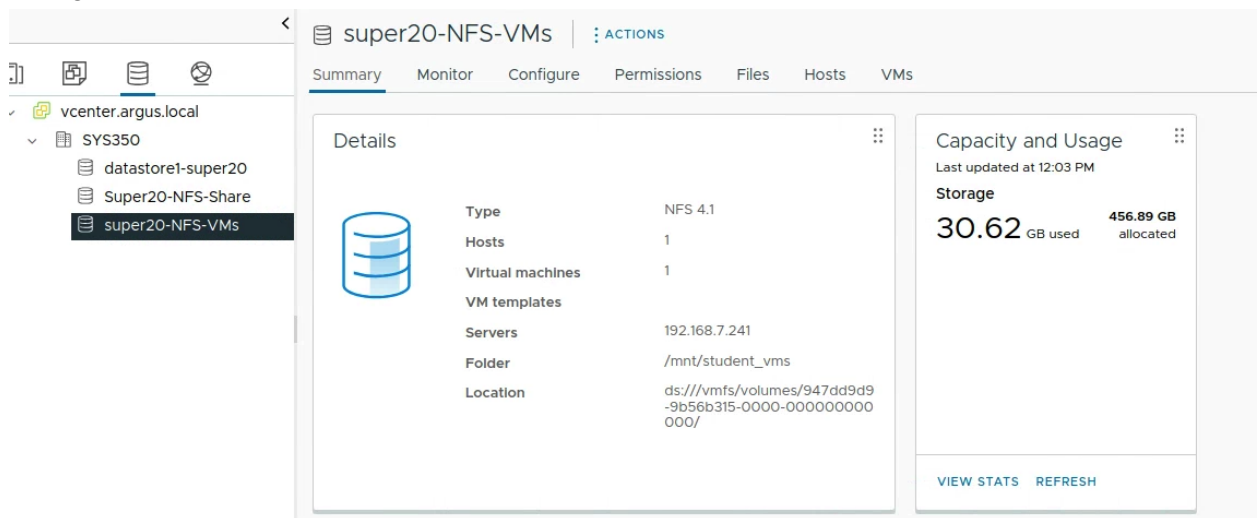 super20-NFS-VMs
ACTIONS
Summary Monitor Configure Permissions Files Hosts VMs
vcenter.argus.local
SYS350
datastore1-super20
Super20-NFS-Share
super20-NFS-VMs
Details
Type NFS 4.1
Hosts 1
Virtual machines 1
VM templates
Servers 192.168.7.241
Folder /mnt/student_vms
Location ds:///vmfs/volumes/947dd9d9
-9b56b315-0000-000000000
000/
Capacity and Usage
Last updated at 12:03 PM
Storage
30.62 GB used
456.89 GB
allocated
VIEW STATS REFRESH